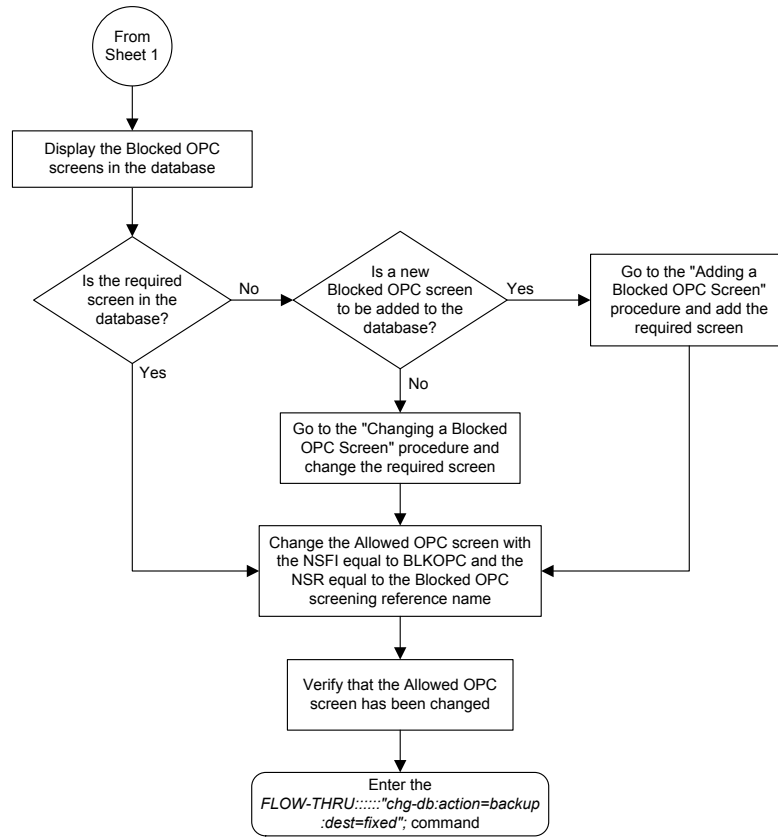 From
Sheet 1
Display the Blocked OPC
screens in the database
Is the required
screen in the
database?
No
Yes
Is a new
Blocked OPC screen
to be added to the
database?
Yes
No
Go to the "Adding a
Blocked OPC Screen"
procedure and add the
required screen
Go to the "Changing a Blocked
OPC Screen" procedure and
change the required screen
Change the Allowed OPC screen with
the NSFI equal to BLKOPC and the
NSR equal to the Blocked OPC
screening reference name
Verify that the Allowed OPC
screen has been changed
Enter the
FLOW-THRU::::::"chg-db:action=backup
:dest=fixed"; command